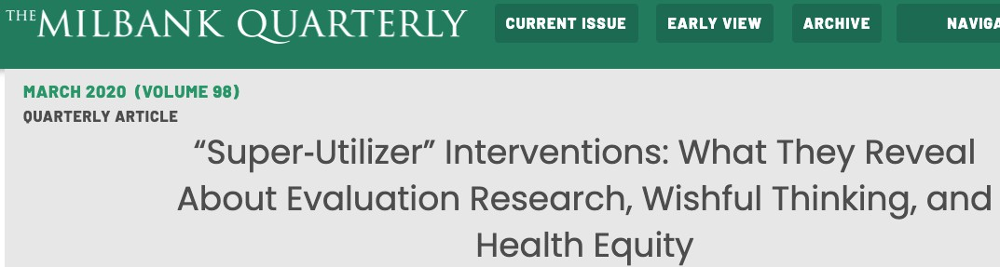 THE MILBANK QUARTERLY CURRENT ISSUE EARLY VIEW ARCHIVE
MARCH 2020 (VOLUME 98)
QUARTERLY ARTICLE
“Super-Utilizer” Interventions: What They Reveal
About Evaluation Research, Wishful Thinking, and
Health Equity